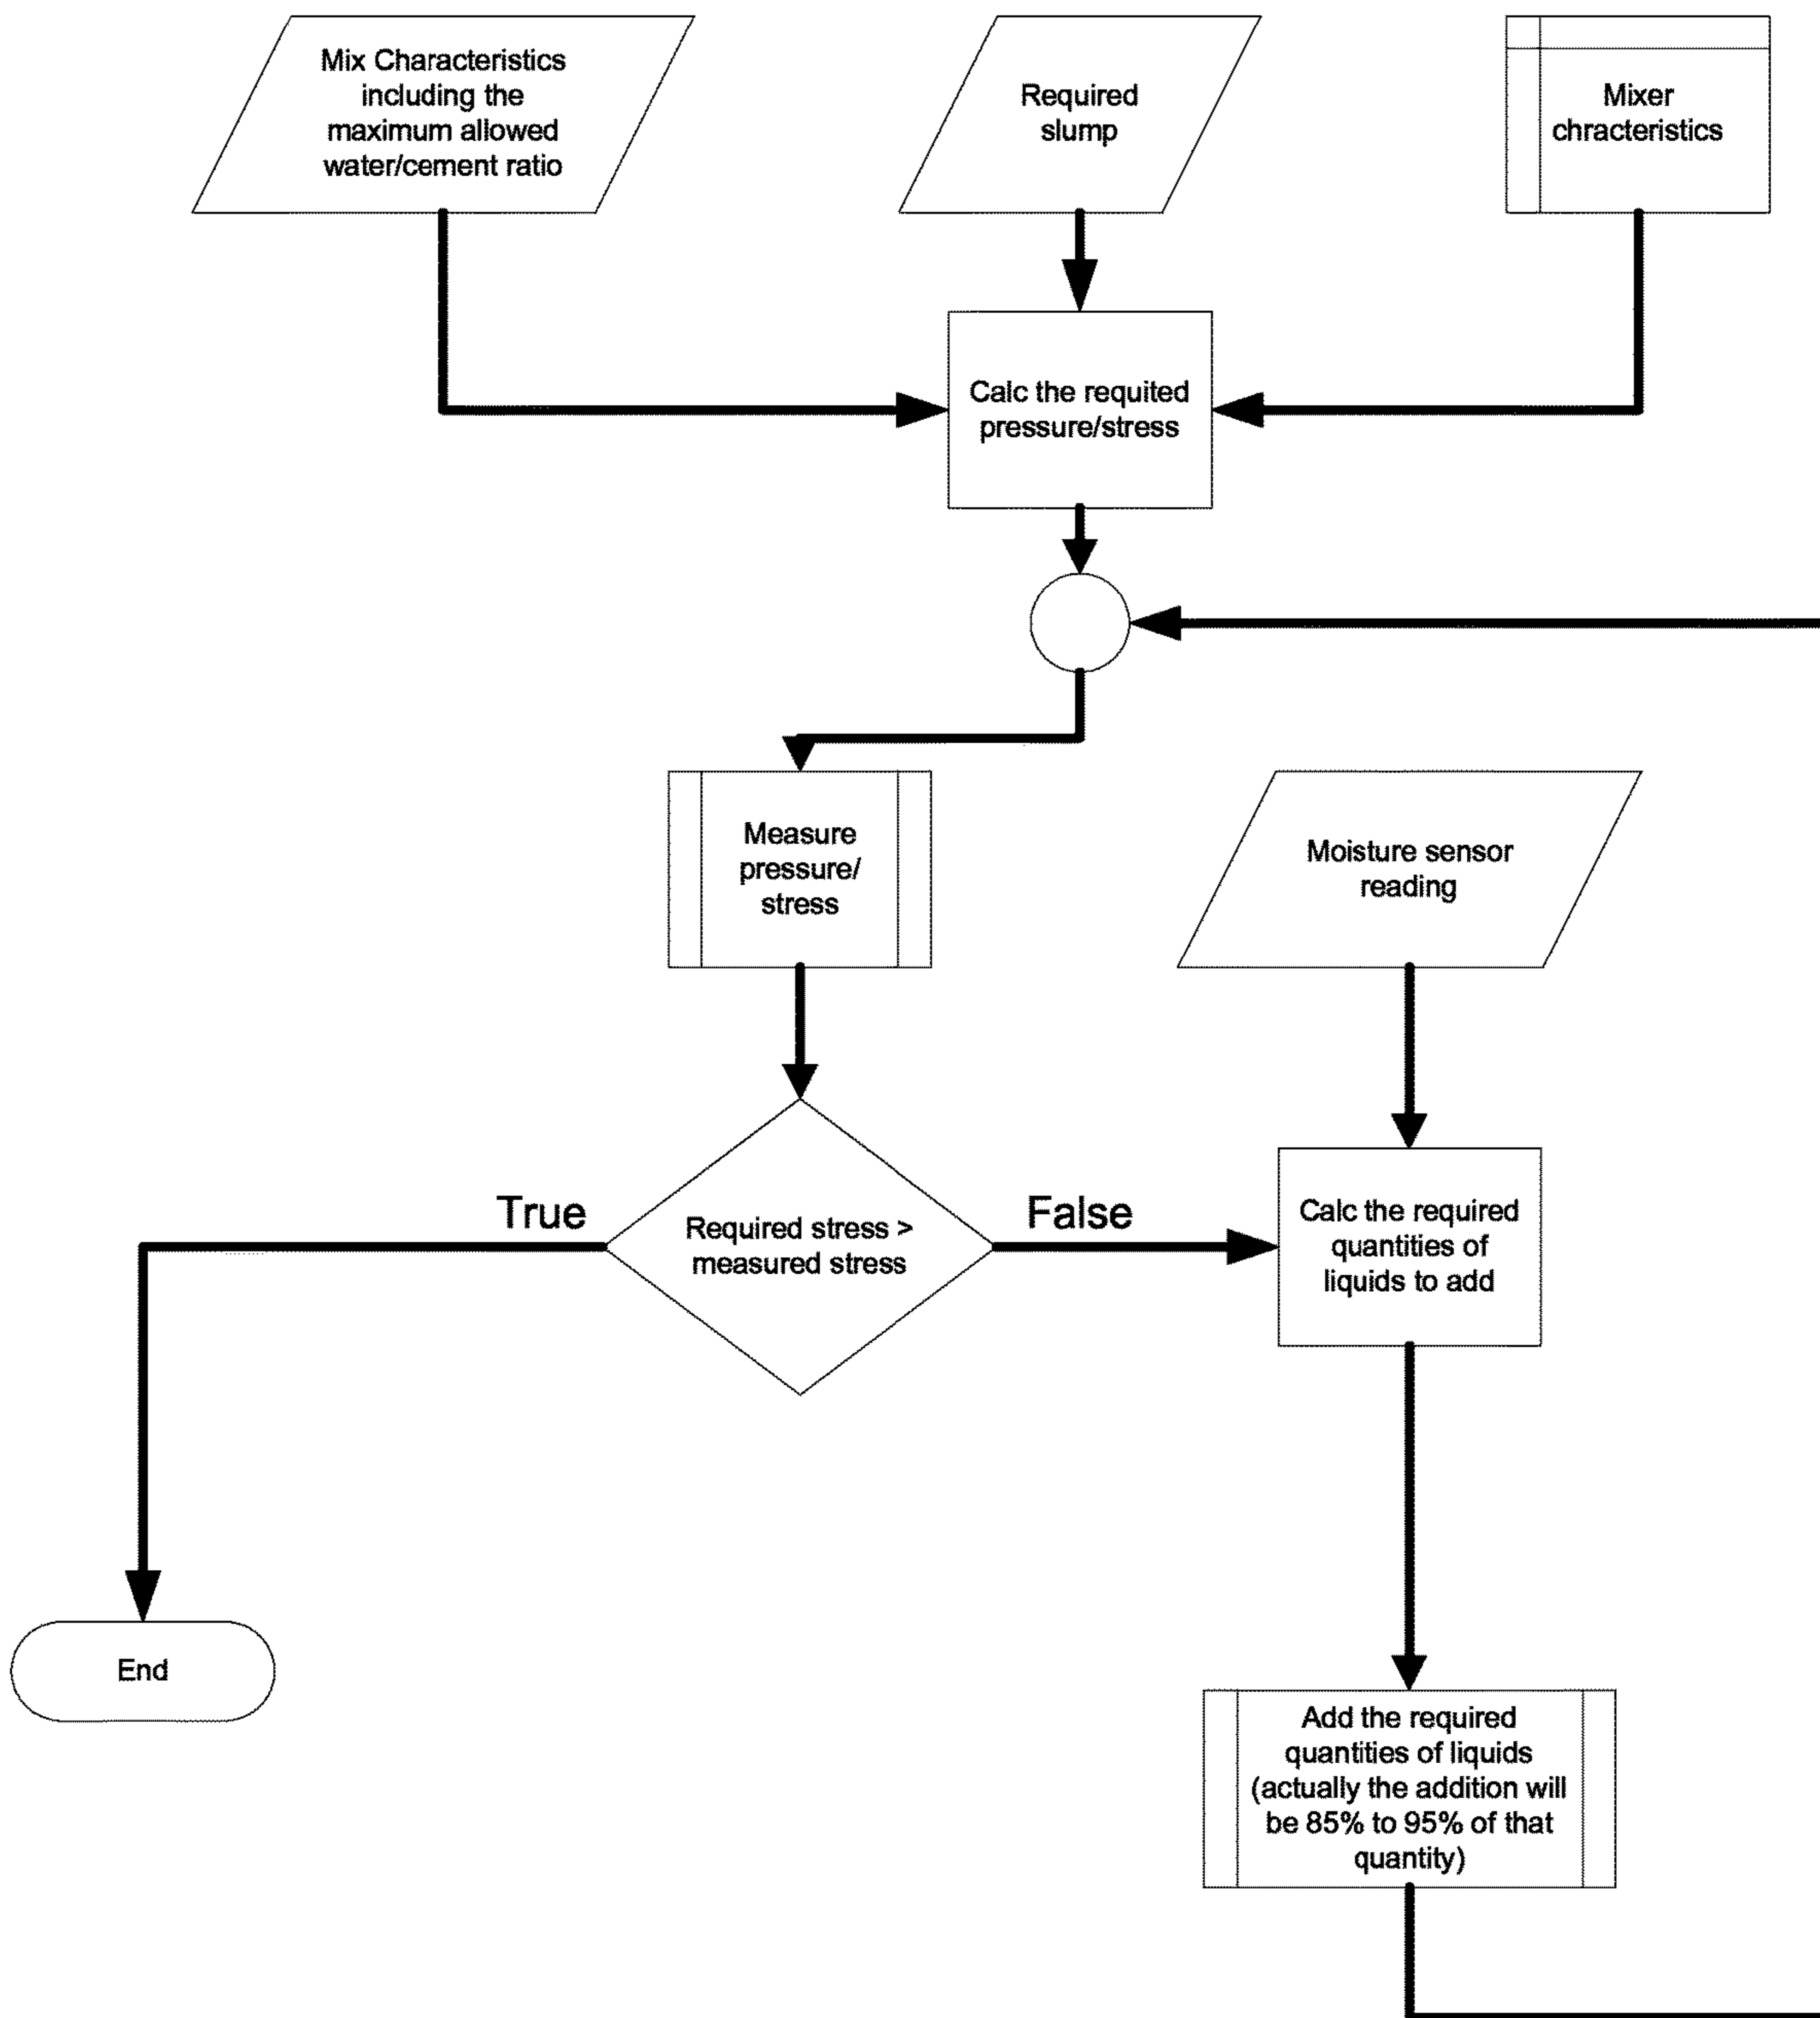 Mix Characteristics
including the
maximum allowed
water/cement ratio
Required
slump
Mixer
chracteristics
Calc the requited
pressure/stress
Measure
pressure/
stress
Moisture sensor
reading
True
Required stress >
measured stress
False
Calc the required
quantities of
liquids to add
End
Add the required
quantities of liquids
(actually the addition will
be 85% to 95% of that
quantity)